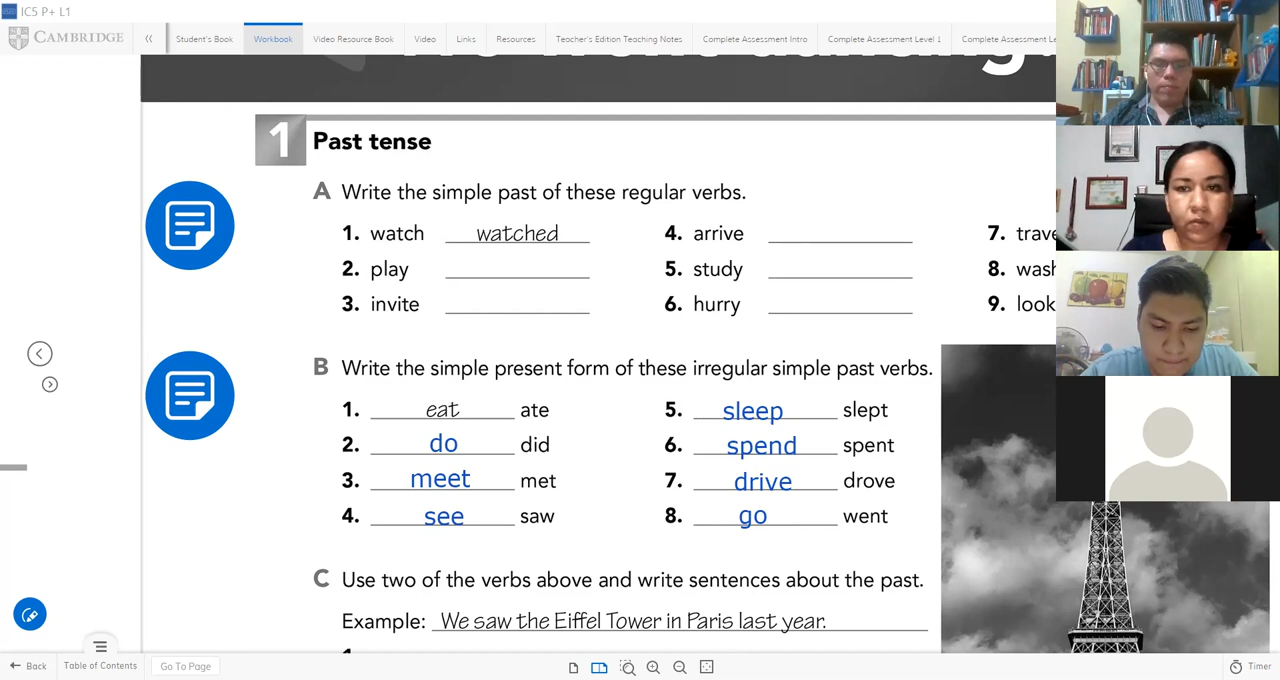 IC5 P+ L1
CAMBRIDGE
Student's Book
Workbook
Video Resource Book
Video
Links
Resources
Teacher's Edition Teaching Notes
Complete Assessment Intro
Complete Assessment Level 1
Complete Assessment Le
1 Past tense
A Write the simple past of these regular verbs.
1. watch watched 4. arrive 7. trave
2. play 5. study 8. wash
3. invite 6. hurry 9. look
B Write the simple present form of these irregular simple past verbs.
1. eat ate 5. sleep slept
2. do did 6. spend spent
3. meet met 7. drive drove
4. see saw 8. go went
C Use two of the verbs above and write sentences about the past.
Example: We saw the Eiffel Tower in Paris last year.
Back
Table of Contents
Go To Page
Timer